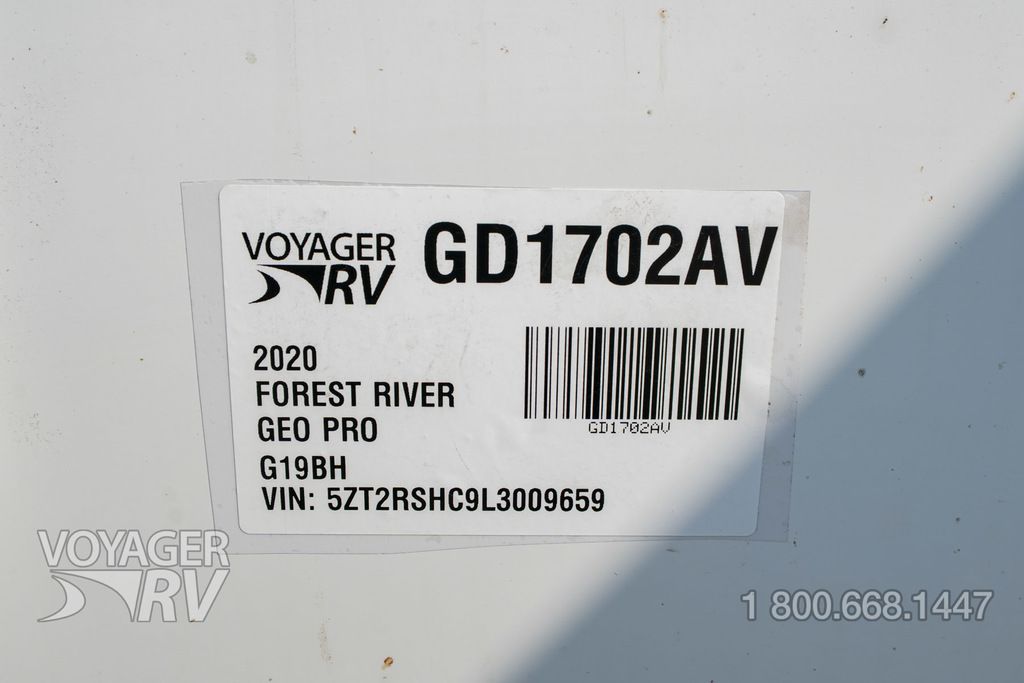 VOYAGER
RV
GD1702AV
2020
FOREST RIVER
GEO PRO
G19BH
VIN: 5ZT2RSHC9L3009659
GD1702AV
VOYAGER
RV
1 800.668.1447